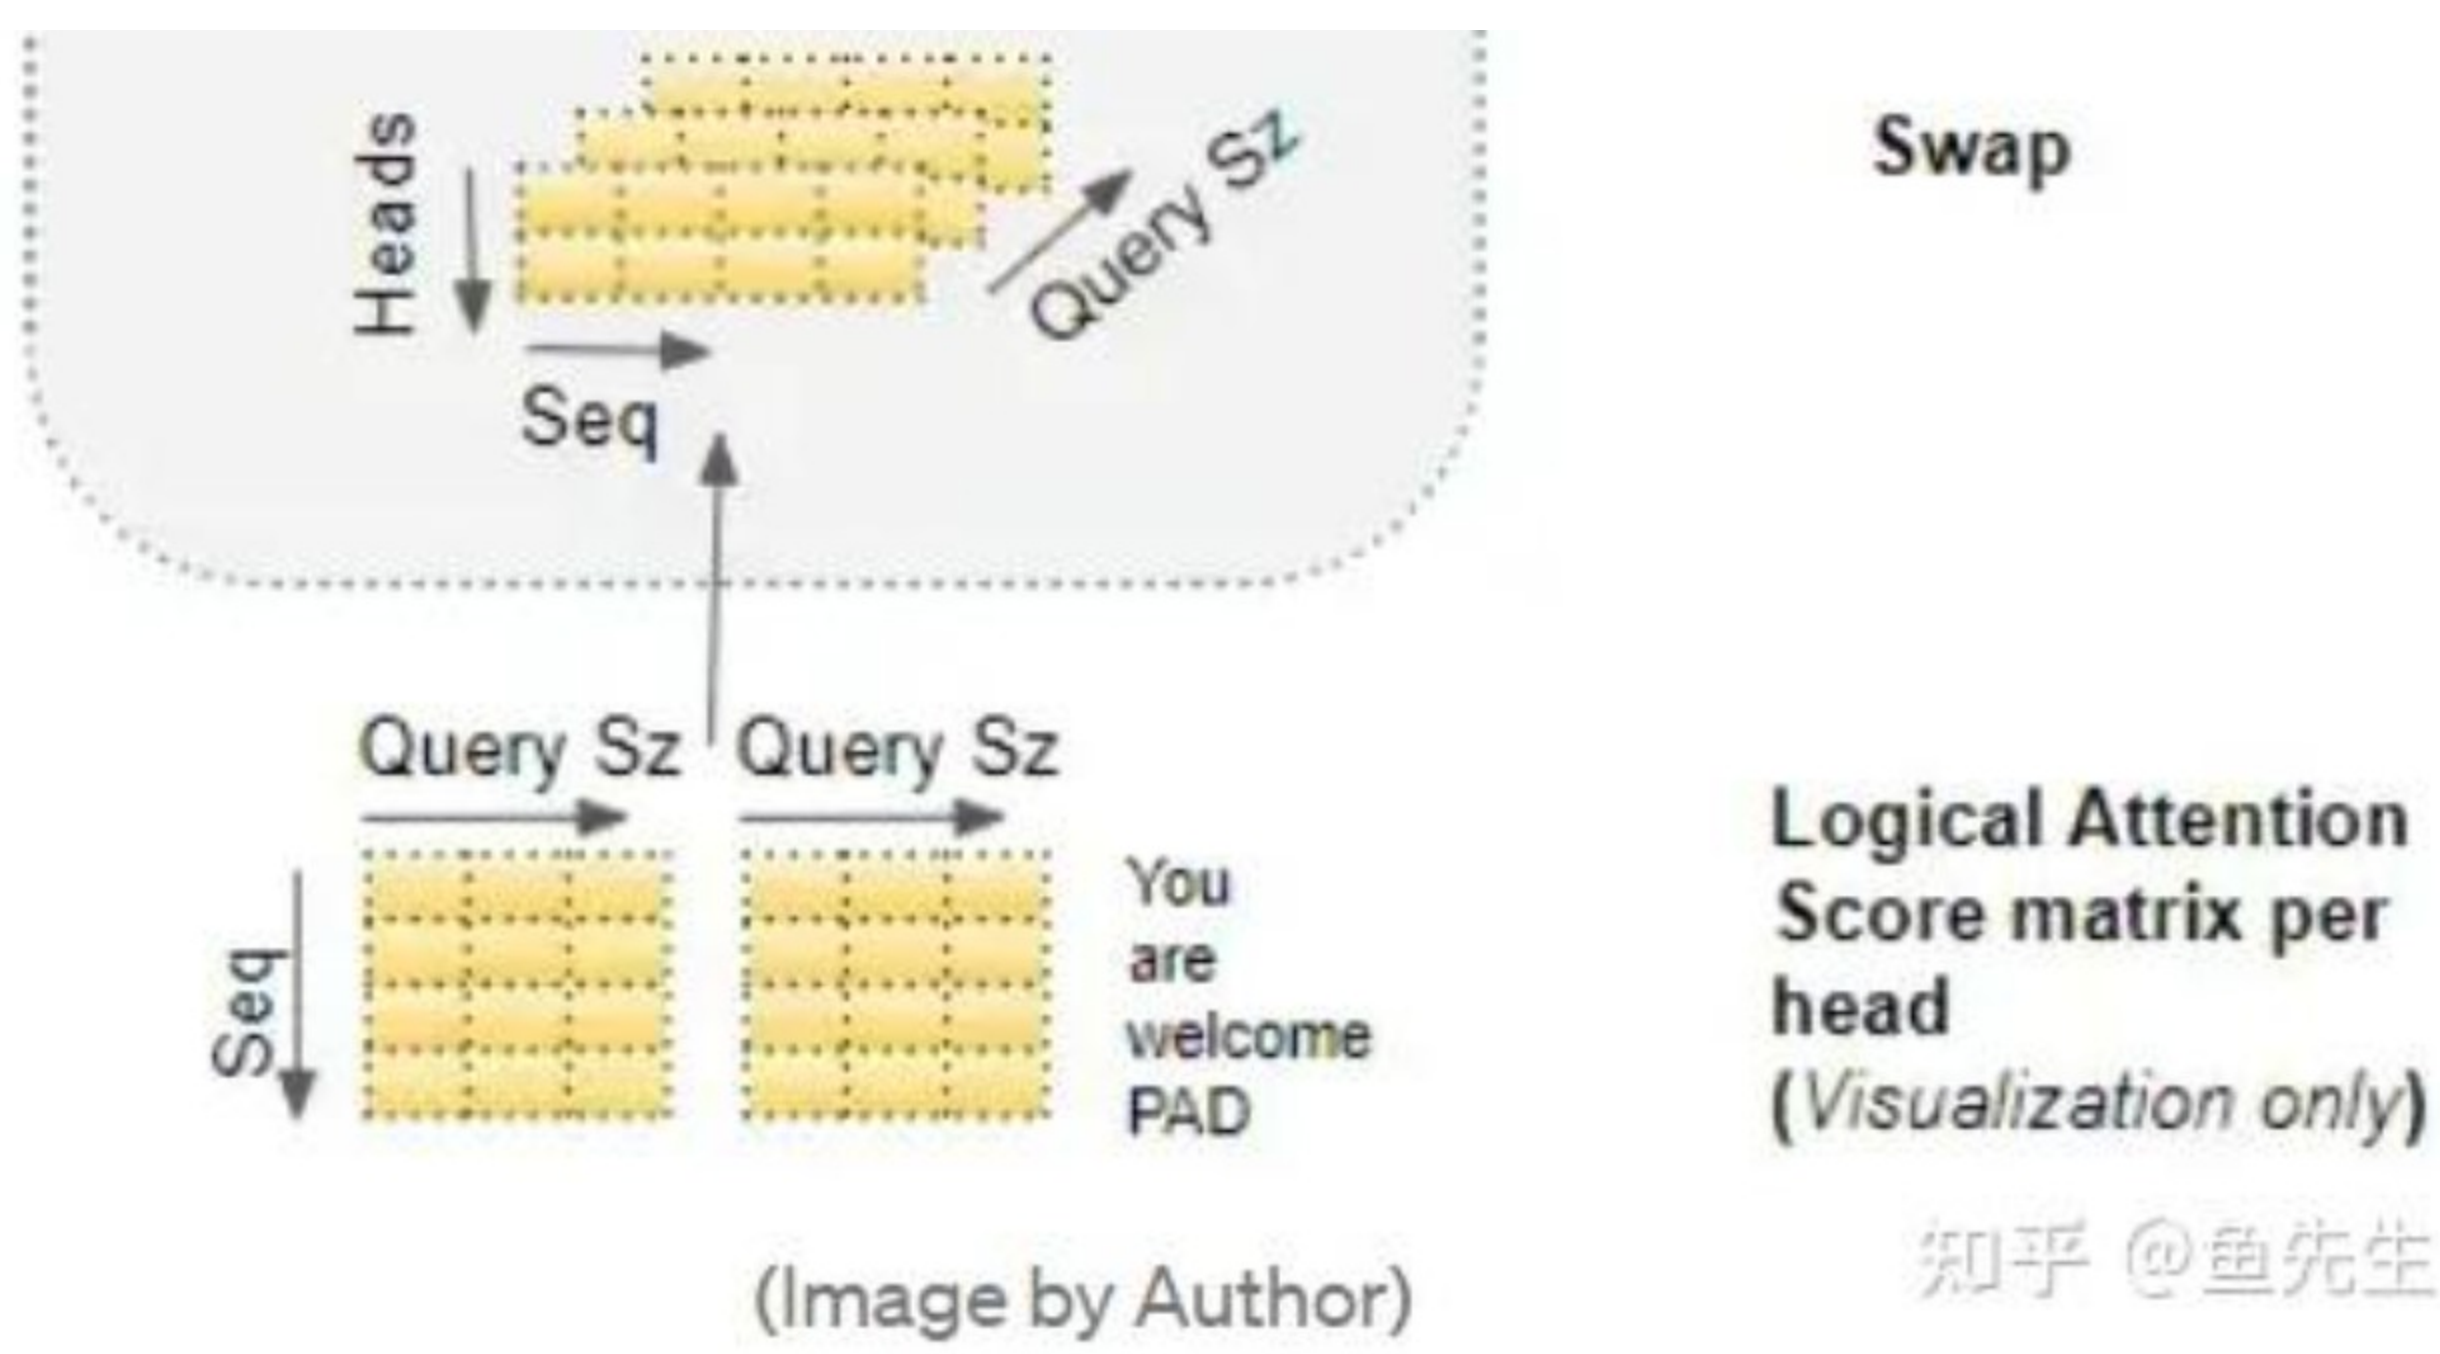 Heads
Query Sz
Swap
Seq
Query Sz
Query Sz
Seq
You
are
welcome
PAD
Logical Attention
Score matrix per
head
(Visualization only)
知乎 @鱼先生
(Image by Author)